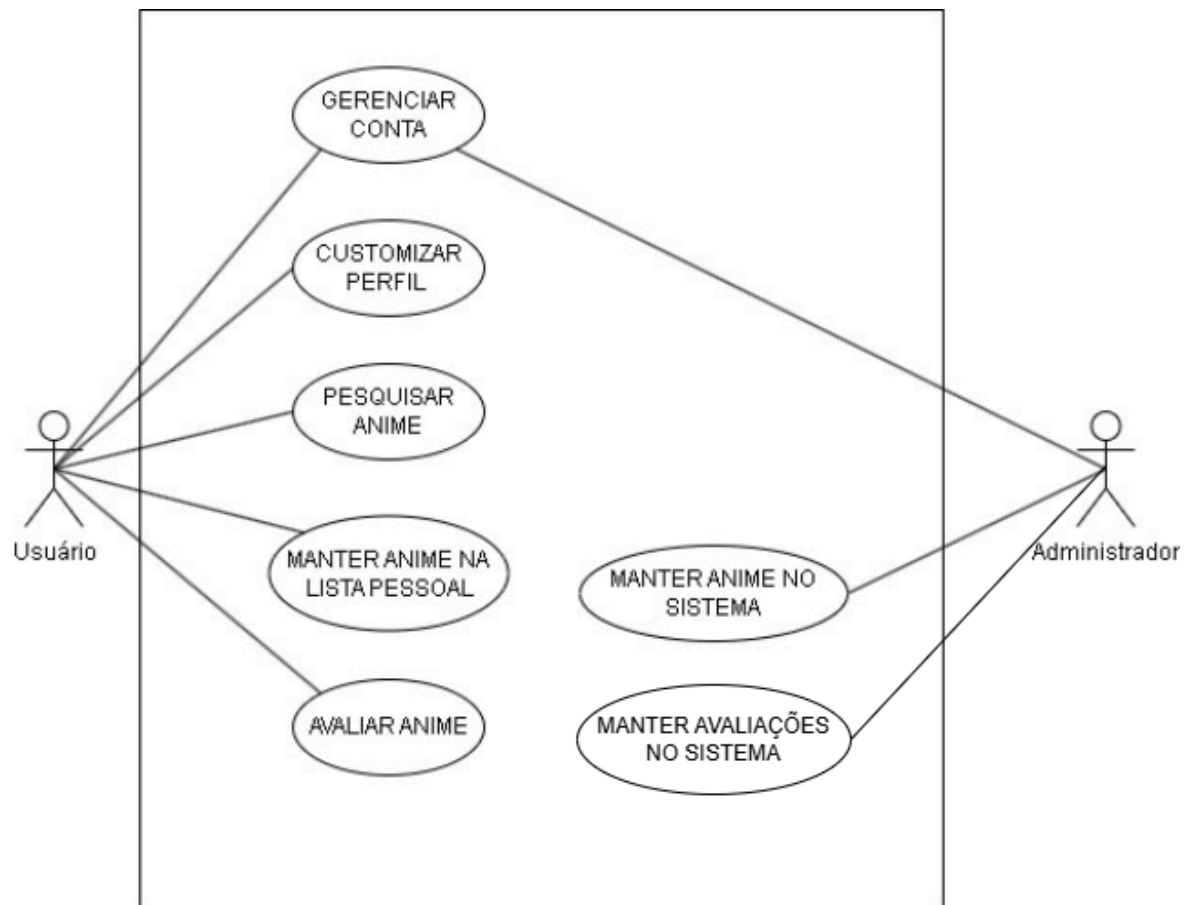 GERENCIAR
CONTA
CUSTOMIZAR
PERFIL
PESQUISAR
ANIME
Usuário
Administrador
MANTER ANIME NA
LISTA PESSOAL
MANTER ANIME NO
SISTEMA
AVALIAR ANIME
MANTER AVALIAÇÕES
NO SISTEMA